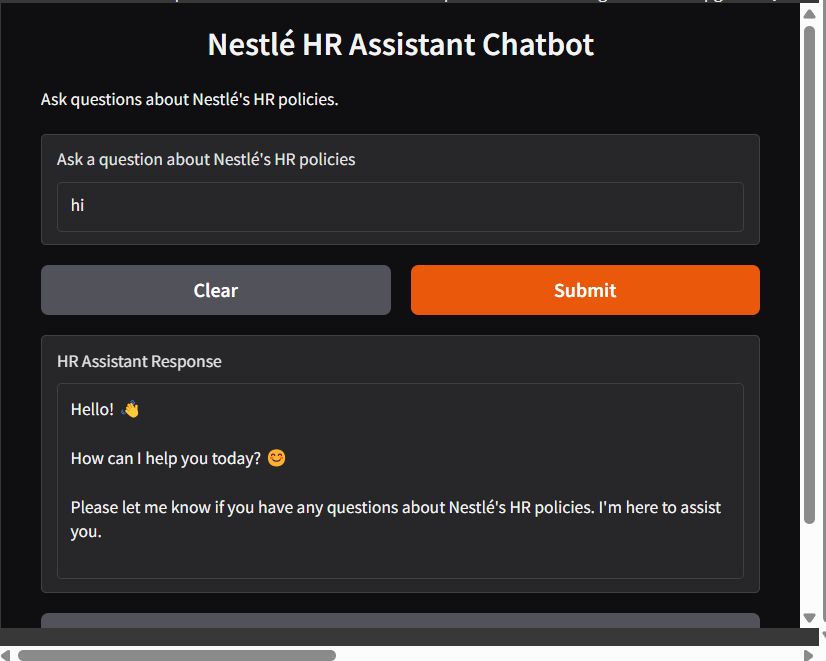 Nestlé HR Assistant Chatbot
Ask questions about Nestlé's HR policies.
Ask a question about Nestlé's HR policies
hi
Clear
Submit
HR Assistant Response
Hello! 👋
How can I help you today? 😊
Please let me know if you have any questions about Nestlé's HR policies. I'm here to assist
you.